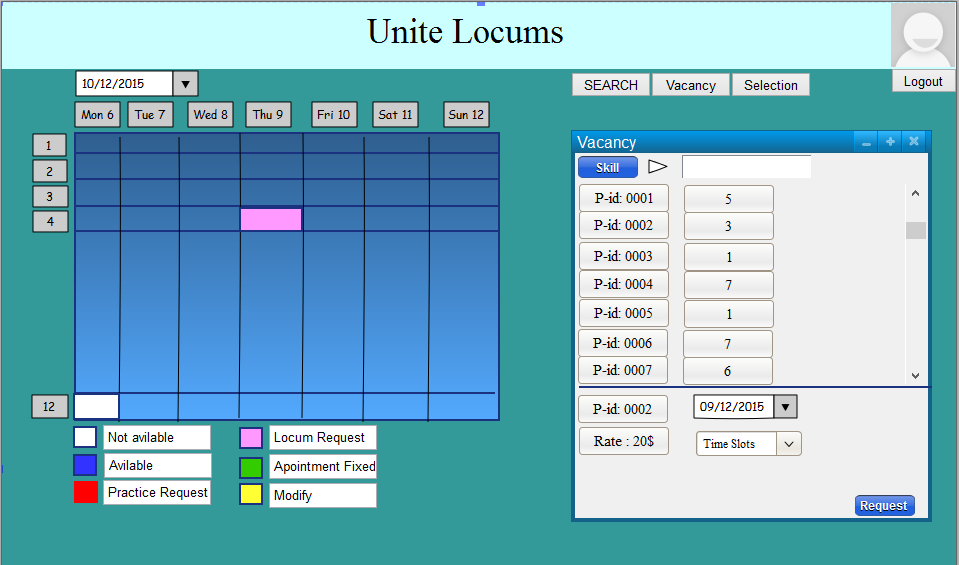 Unite Locums
Logout
10/12/2015
SEARCH Vacancy Selection
Mon 6 Tue 7 Wed 8 Thu 9 Fri 10 Sat 11 Sun 12
1
2
3
4
12
Not avilable
Avilable
Practice Request
Locum Request
Apointment Fixed
Modify
Vacancy
Skill
P-id: 0001 5
P-id: 0002 3
P-id: 0003 1
P-id: 0004 7
P-id: 0005 1
P-id: 0006 7
P-id: 0007 6
P-id: 0002 09/12/2015
Rate : 20$ Time Slots
Request